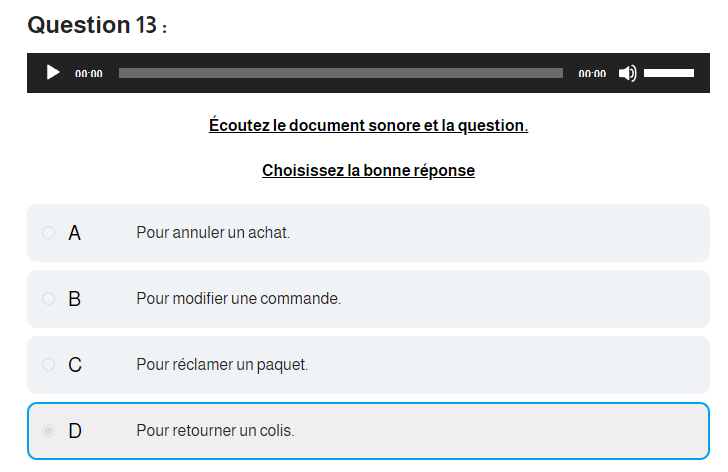 Question 13 :
00:00 00:00
Écoutez le document sonore et la question.
Choisissez la bonne réponse
A Pour annuler un achat.
B Pour modifier une commande.
C Pour réclamer un paquet.
D Pour retourner un colis.